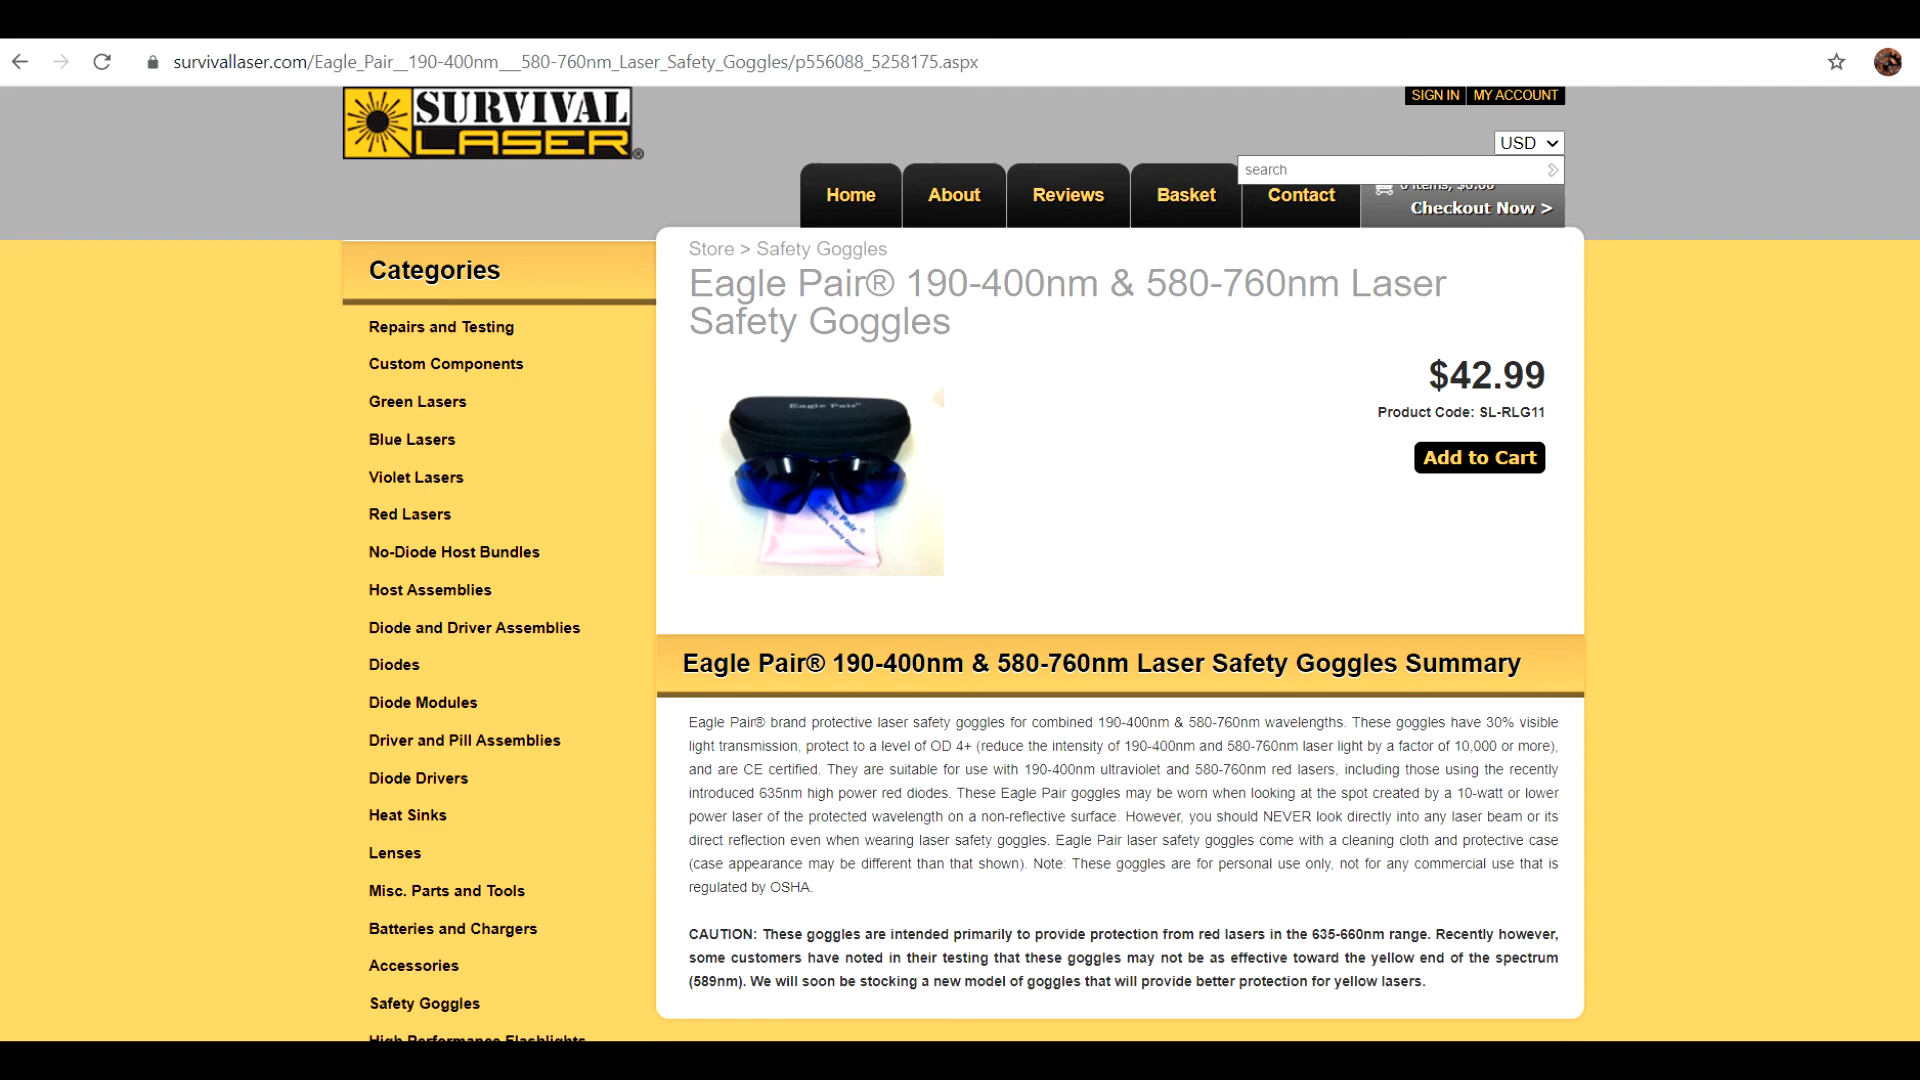 survivallaser.com/Eagle_Pair__190-400nm___580-760nm_Laser_Safety_Goggles/p556088_5258175.aspx
SURVIVAL
LASER®
SIGN IN MY ACCOUNT
USD
search
Home About Reviews Basket Contact
0 items, $0.00
Checkout Now >
Categories
Repairs and Testing
Custom Components
Green Lasers
Blue Lasers
Violet Lasers
Red Lasers
No-Diode Host Bundles
Host Assemblies
Diode and Driver Assemblies
Diodes
Diode Modules
Driver and Pill Assemblies
Diode Drivers
Heat Sinks
Lenses
Misc. Parts and Tools
Batteries and Chargers
Accessories
Safety Goggles
High Performance Flashlights
Store > Safety Goggles
Eagle Pair® 190-400nm & 580-760nm Laser
Safety Goggles
$42.99
Product Code: SL-RLG11
Add to Cart
Eagle Pair
Eagle Pair®
Eagle Pair® 190-400nm & 580-760nm Laser Safety Goggles Summary
Eagle Pair® brand protective laser safety goggles for combined 190-400nm & 580-760nm wavelengths. These goggles have 30% visible
light transmission, protect to a level of OD 4+ (reduce the intensity of 190-400nm and 580-760nm laser light by a factor of 10,000 or more),
and are CE certified. They are suitable for use with 190-400nm ultraviolet and 580-760nm red lasers, including those using the recently
introduced 635nm high power red diodes. These Eagle Pair goggles may be worn when looking at the spot created by a 10-watt or lower
power laser of the protected wavelength on a non-reflective surface. However, you should NEVER look directly into any laser beam or its
direct reflection even when wearing laser safety goggles. Eagle Pair laser safety goggles come with a cleaning cloth and protective case
(case appearance may be different than that shown). Note: These goggles are for personal use only, not for any commercial use that is
regulated by OSHA.
CAUTION: These goggles are intended primarily to provide protection from red lasers in the 635-660nm range. Recently however,
some customers have noted in their testing that these goggles may not be as effective toward the yellow end of the spectrum
(589nm). We will soon be stocking a new model of goggles that will provide better protection for yellow lasers.